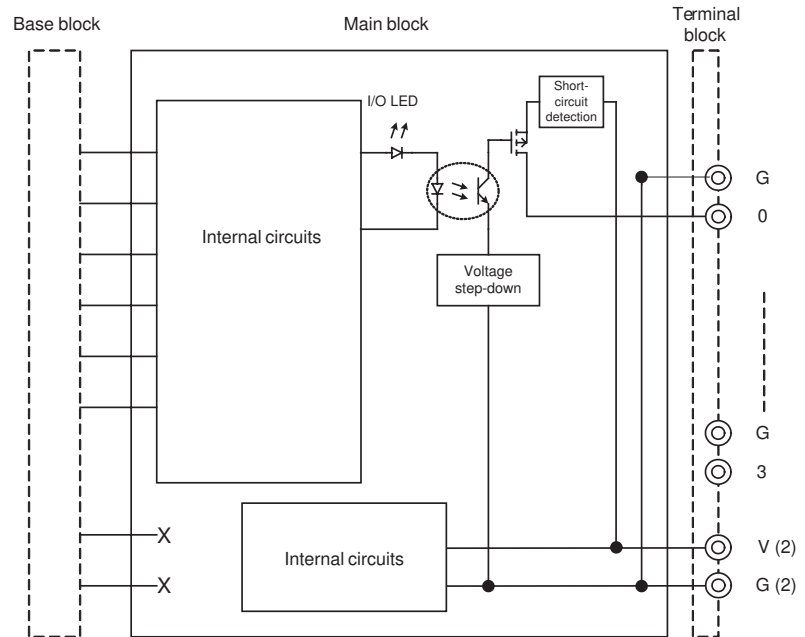 Base block
Main block
Terminal
block
I/O LED
Short-
circuit
detection
G
0
Internal circuits
Voltage
step-down
G
3
X
Internal circuits
V (2)
X
G (2)